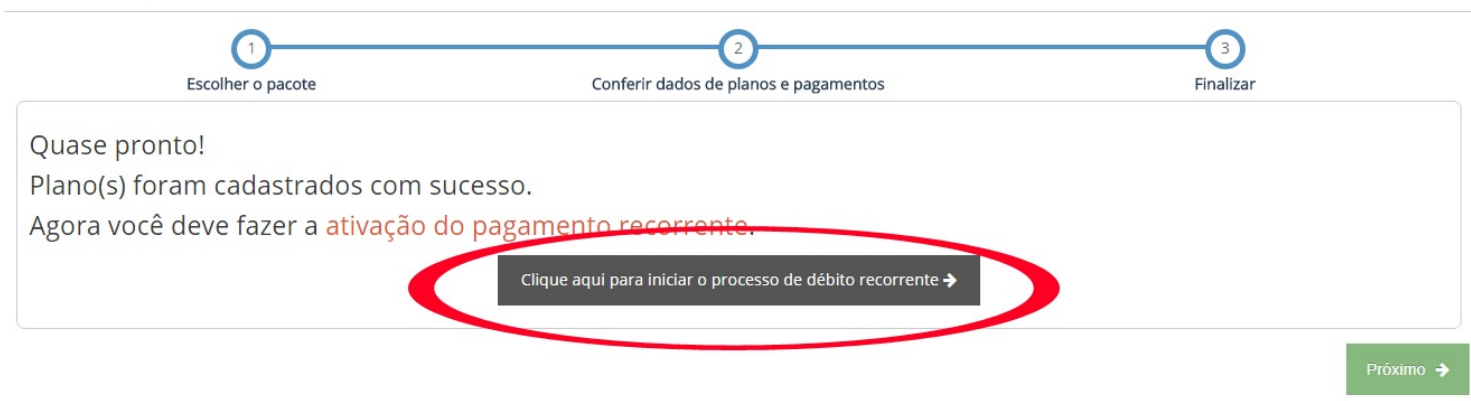 1
2
3
Escolher o pacote
Conferir dados de planos e pagamentos
Finalizar
Quase pronto!
Plano(s) foram cadastrados com sucesso.
Agora você deve fazer a ativação do pagamento recorrente.
Clique aqui para iniciar o processo de débito recorrente →
Próximo →